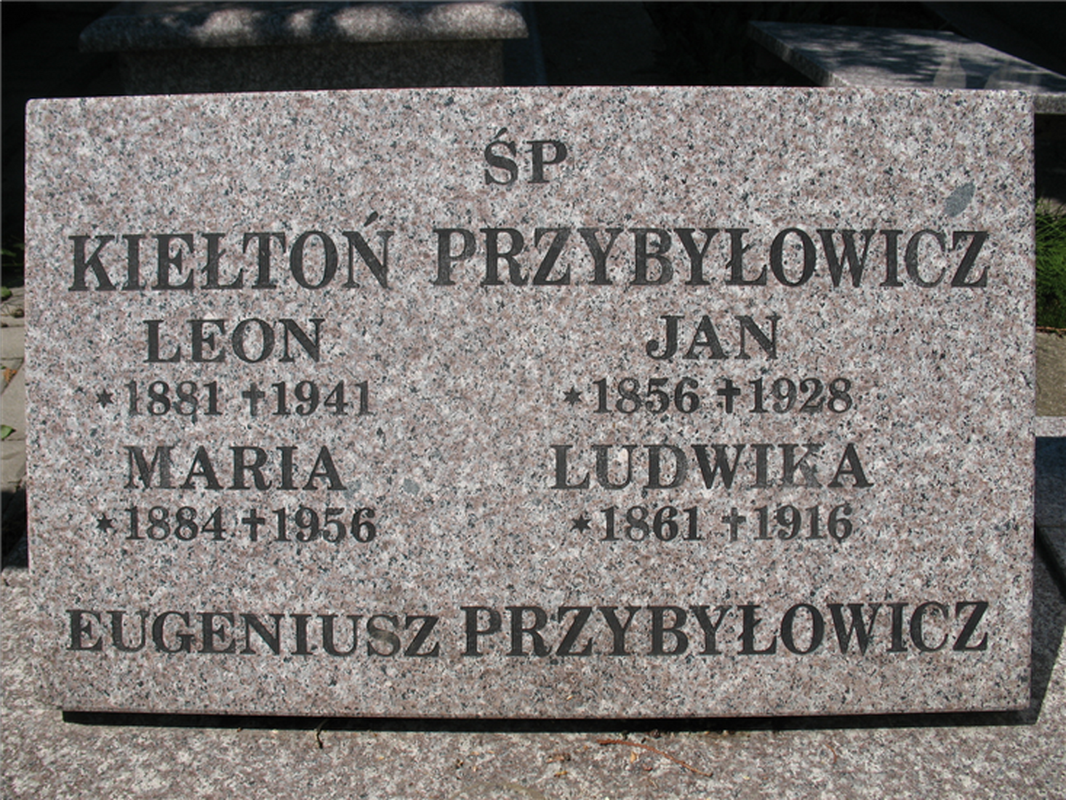 ŚP
KIEŁTOŃ PRZYBYŁOWICZ
LEON JAN
*1881 †1941 *1856 †1928
MARIA LUDWIKA
*1884 †1956 *1861 †1916
EUGENIUSZ PRZYBYŁOWICZ